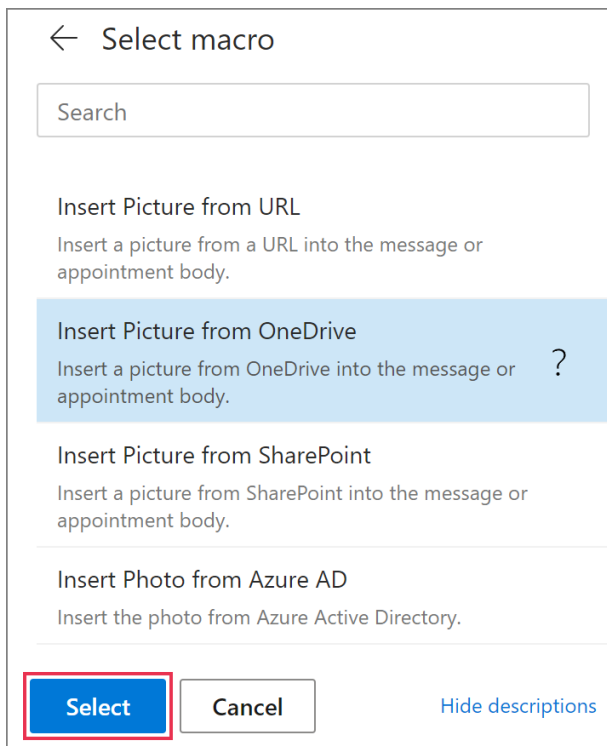 Select macro
Search
Insert Picture from URL
Insert a picture from a URL into the message or
appointment body.
Insert Picture from OneDrive
Insert a picture from OneDrive into the message or
appointment body.
?
Insert Picture from SharePoint
Insert a picture from SharePoint into the message or
appointment body.
Insert Photo from Azure AD
Insert the photo from Azure Active Directory.
Select
Cancel
Hide descriptions